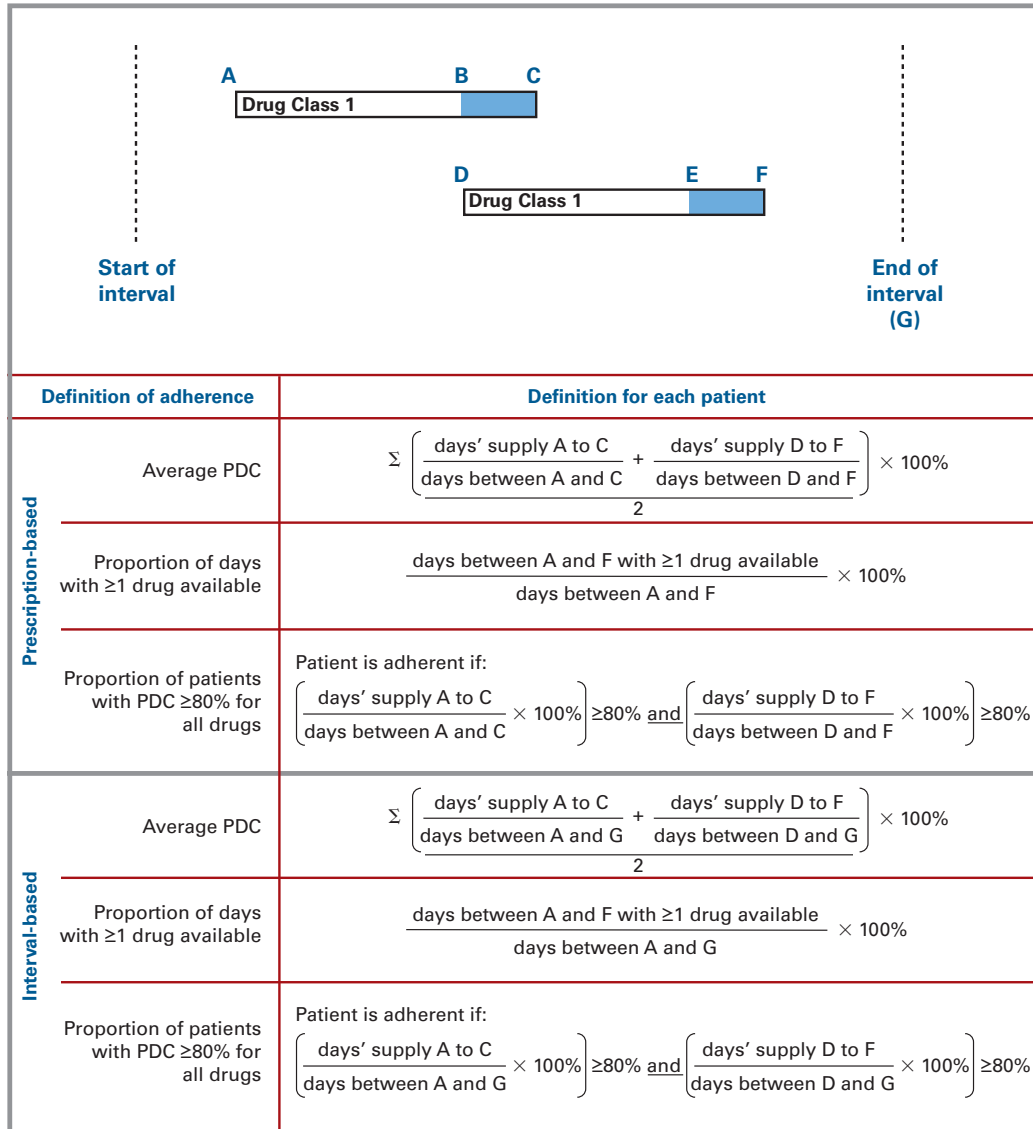 A B C
Drug Class 1
D E F
Drug Class 1
Start of
interval
End of
interval
(G)
Definition of adherence Definition for each patient
Prescription-based
Average PDC
Σ ( days’ supply A to C + days’ supply D to F ) × 100%
days between A and C days between D and F
2
Proportion of days
with ≥1 drug available
days between A and F with ≥1 drug available × 100%
days between A and F
Proportion of patients
with PDC ≥80% for
all drugs
Patient is adherent if:
( days’ supply A to C × 100% ) ≥80% and ( days’ supply D to F × 100% ) ≥80%
days between A and C days between D and F
Interval-based
Average PDC
Σ ( days’ supply A to C + days’ supply D to F ) × 100%
days between A and G days between D and G
2
Proportion of days
with ≥1 drug available
days between A and F with ≥1 drug available × 100%
days between A and G
Proportion of patients
with PDC ≥80% for
all drugs
Patient is adherent if:
( days’ supply A to C × 100% ) ≥80% and ( days’ supply D to F × 100% ) ≥80%
days between A and G days between D and G